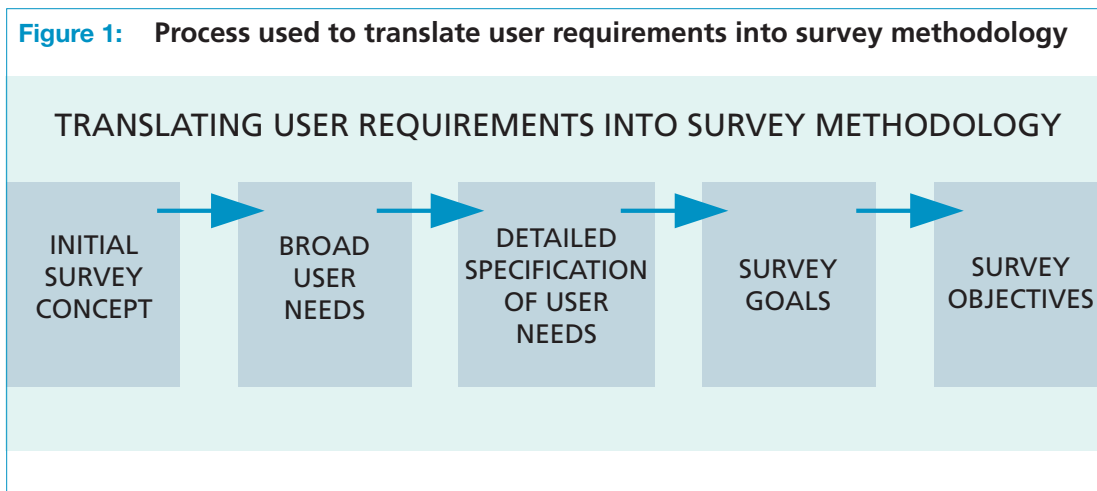 Figure 1: Process used to translate user requirements into survey methodology
TRANSLATING USER REQUIREMENTS INTO SURVEY METHODOLOGY
INITIAL
SURVEY
CONCEPT
BROAD
USER
NEEDS
DETAILED
SPECIFICATION
OF USER
NEEDS
SURVEY
GOALS
SURVEY
OBJECTIVES